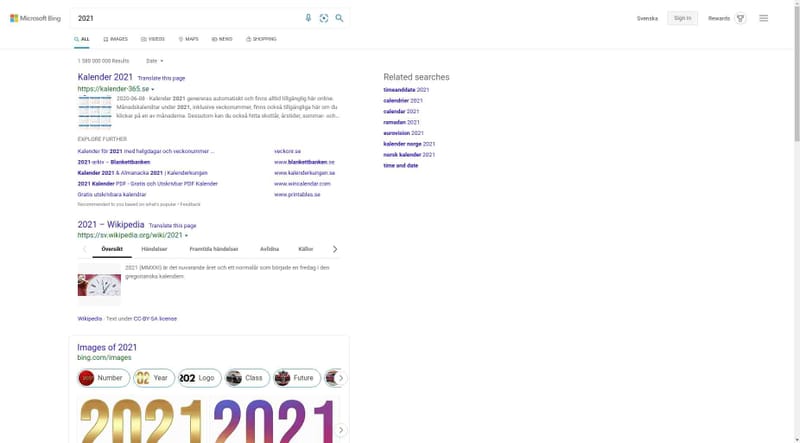 Microsoft Bing
2021
Svenska
Sign in
Rewards
ALL
IMAGES
VIDEOS
MAPS
NEWS
SHOPPING
1 580 000 000 Results
Date
Kalender 2021
Translate this page
https://kalender-365.se
2020-06-08 · Kalender 2021 genereras automatiskt och finns alltid tillgänglig här online.
Månadskalendrar under 2021, inklusive veckonummer, finns också tillgängliga här om du
klickar på en av månaderna. Dessutom kan du också hitta skottår, årstider, sommar- och...
EXPLORE FURTHER
Kalender för 2021 med helgdagar och veckonummer ...
veckonr.se
2021-arkiv – Blankettbanken
www.blankettbanken.se
Kalender 2021 & Almanacka 2021 | Kalenderkungen
www.kalenderkungen.se
2021 Kalender PDF - Gratis och Utskrivbar PDF Kalender
www.wincalendar.com
Gratis utskrivbara kalendrar
www.printables.se
Recommended to you based on what's popular • Feedback
2021 – Wikipedia
Translate this page
https://sv.wikipedia.org/wiki/2021
Översikt
Händelser
Framtida händelser
Avlidna
Källor
2021 (MMXXI) är det nuvarande året och ett normalår som började en fredag i den
gregorianska kalendern.
Wikipedia · Text under CC-BY-SA license
Images of 2021
bing.com/images
Number
Year
Logo
Class
Future
2021
2021
Related searches
timeanddate 2021
calendrier 2021
calendar 2021
ramadan 2021
eurovision 2021
kalender norge 2021
norsk kalender 2021
time and date